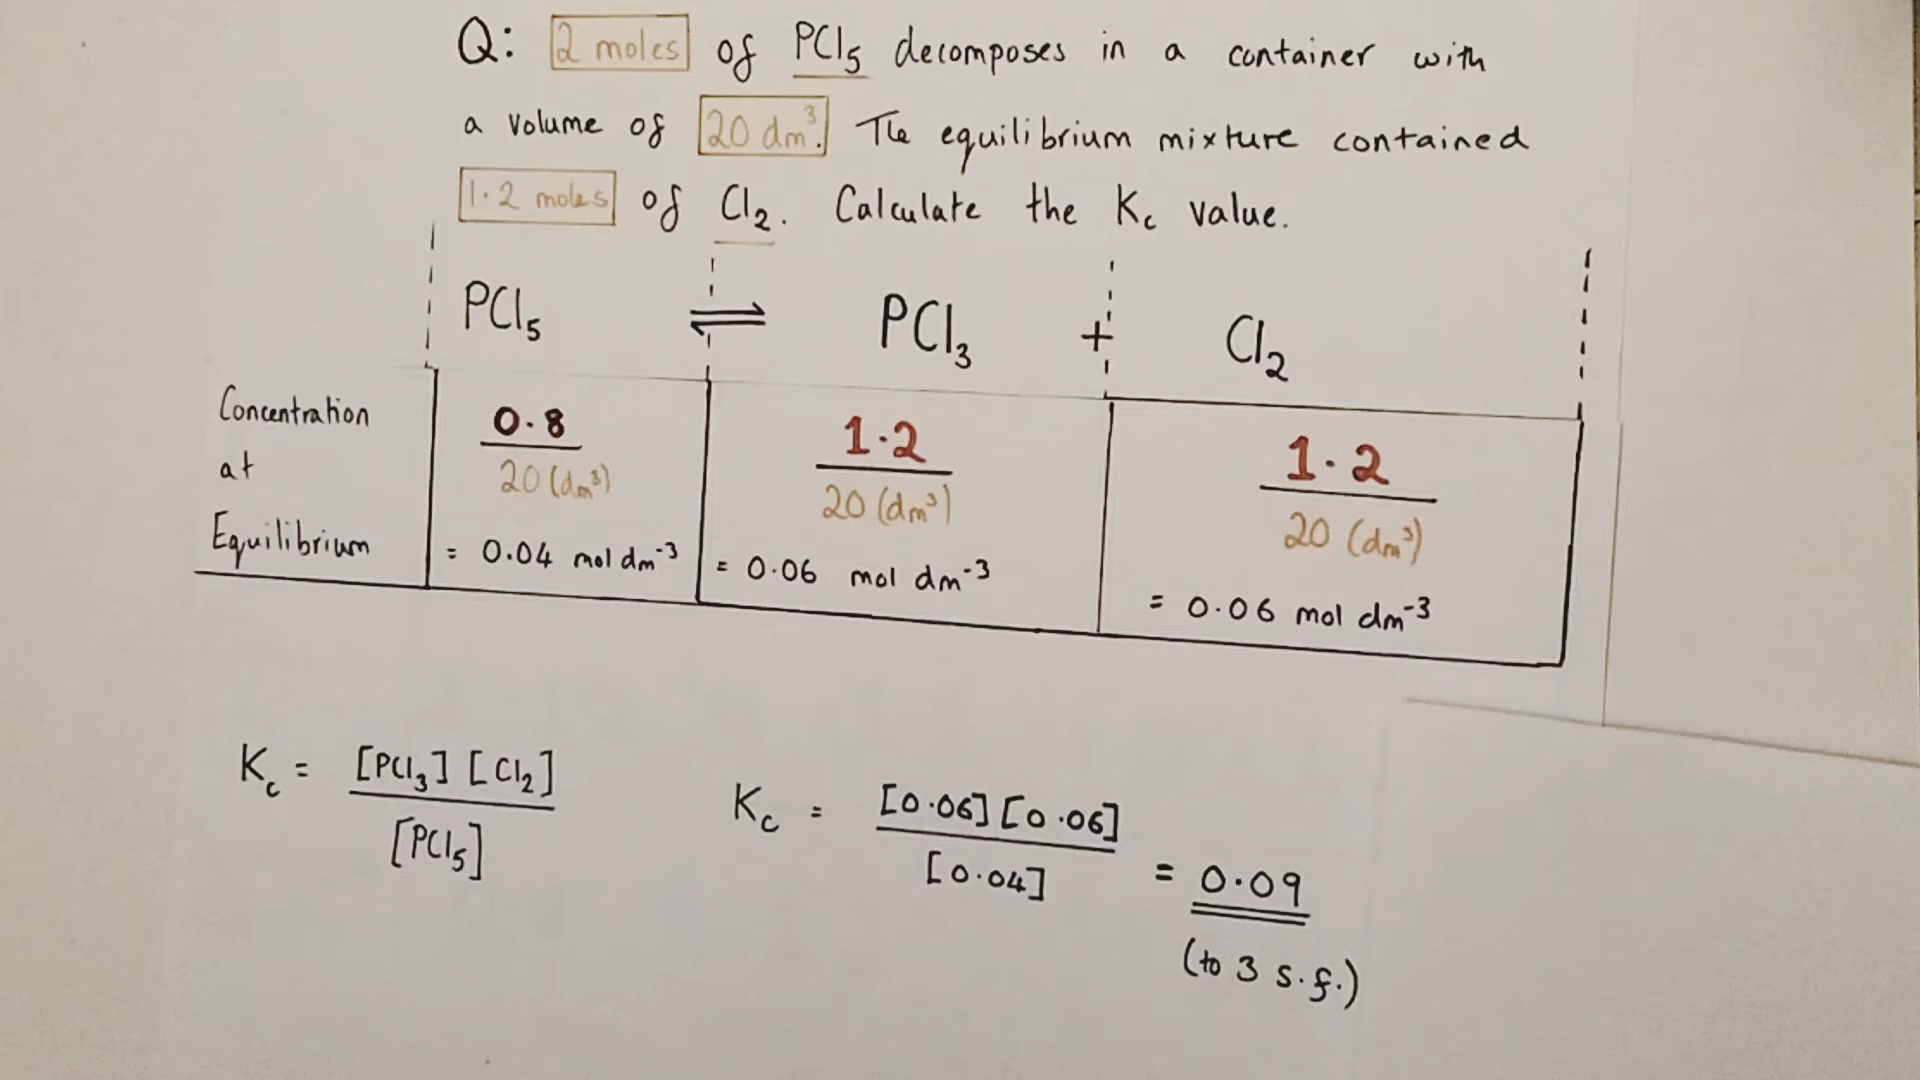 Q: 2 moles of PCl₅ decomposes in a container with
a volume of 20 dm³. The equilibrium mixture contained
1.2 moles of Cl₂. Calculate the Kc value.
PCl₅ ⇌ PCl₃ + Cl₂
Concentration
at
Equilibrium
0.8
20 (dm³)
= 0.04 mol dm⁻³
1.2
20 (dm³)
= 0.06 mol dm⁻³
1.2
20 (dm³)
= 0.06 mol dm⁻³
Kc = [PCl₃] [Cl₂]
[PCl₅]
Kc = [0.06] [0.06]
[0.04]
= 0.09
(to 3 s.f.)